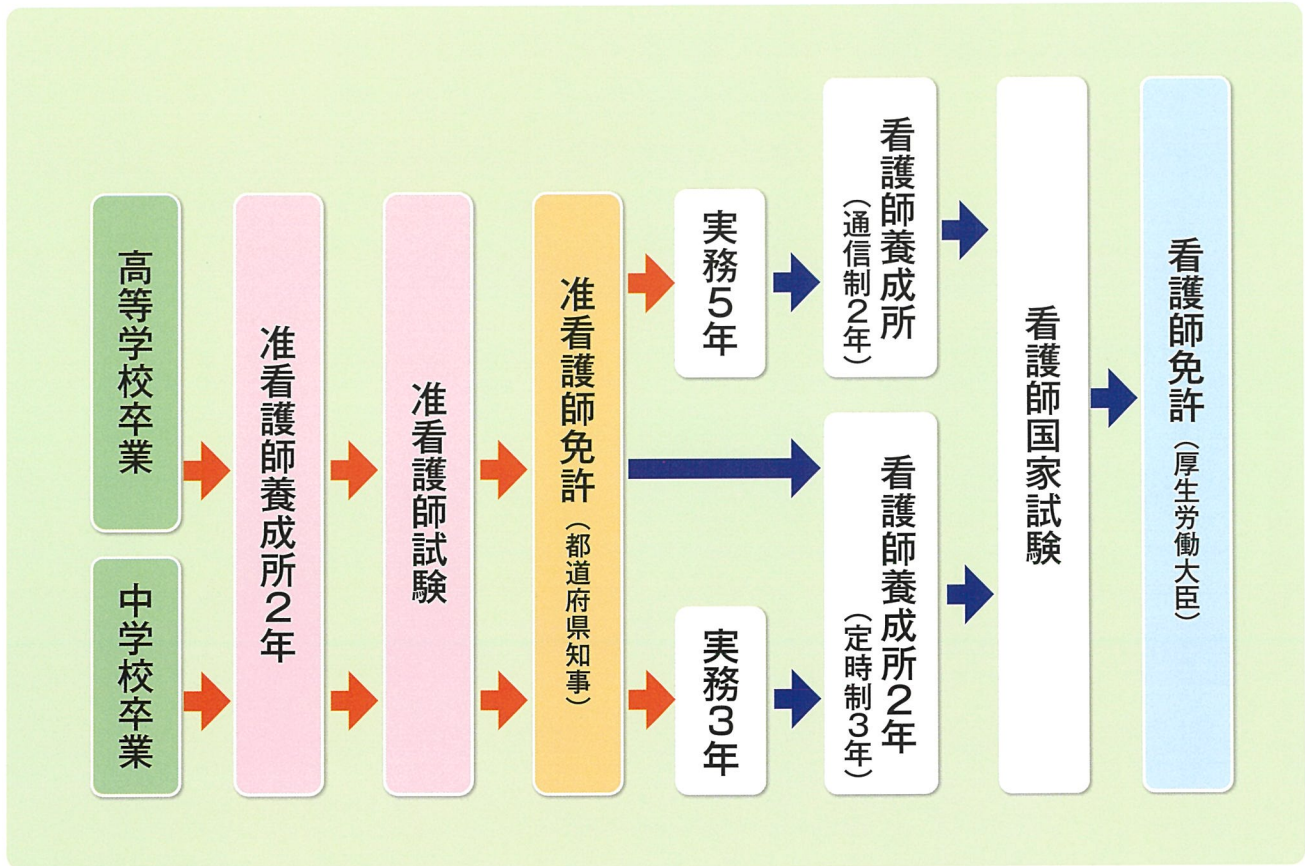 高等学校卒業
中学校卒業
准看護師養成所2年
准看護師試験
准看護師免許（都道府県知事）
実務5年
実務3年
看護師養成所
（通信制2年）
看護師養成所2年
（定時制3年）
看護師国家試験
看護師免許（厚生労働大臣）